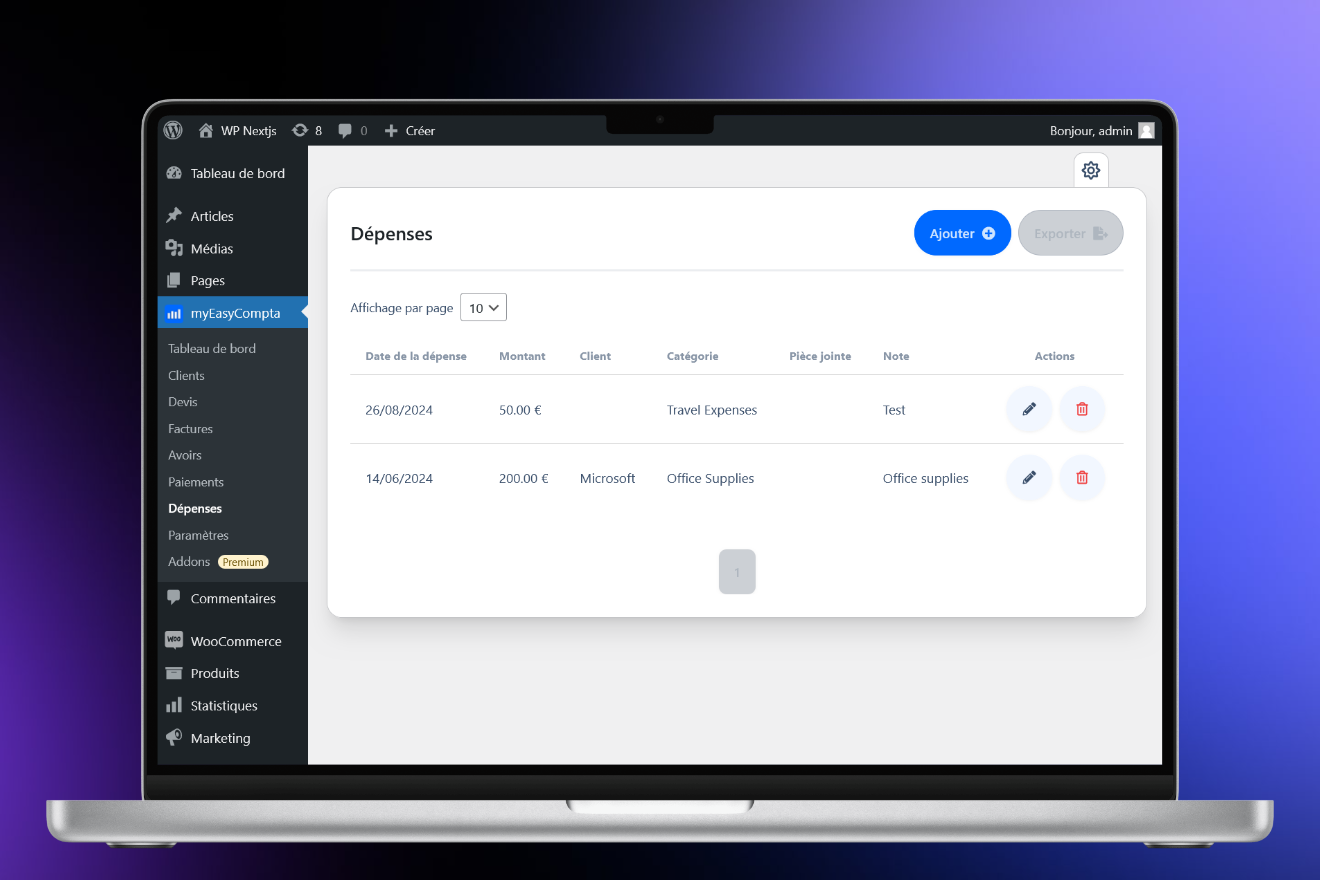 WP Nextjs 8 0 Créer Bonjour, admin
Tableau de bord
Articles
Médias
Pages
myEasyCompta
Tableau de bord
Clients
Devis
Factures
Avoirs
Paiements
Dépenses
Paramètres
Addons Premium
Commentaires
WooCommerce
Produits
Statistiques
Marketing
Dépenses
Ajouter
Exporter
Affichage par page 10
Date de la dépense Montant Client Catégorie Pièce jointe Note Actions
26/08/2024 50.00 € Travel Expenses Test
14/06/2024 200.00 € Microsoft Office Supplies Office supplies
1